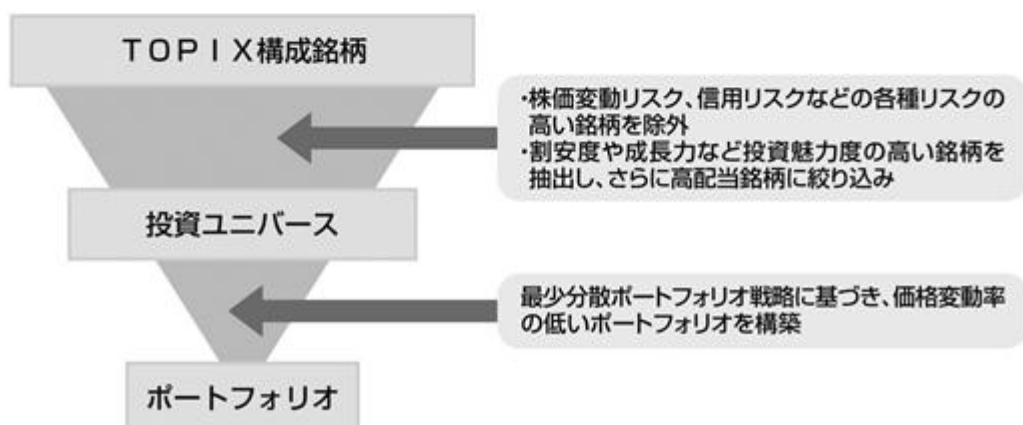 TOPIX構成銘柄
・株価変動リスク、信用リスクなどの各種リスクの
高い銘柄を除外
・割安度や成長力など投資魅力度の高い銘柄を
抽出し、さらに高配当銘柄に絞り込み
投資ユニバース
最少分散ポートフォリオ戦略に基づき、価格変動率
の低いポートフォリオを構築
ポートフォリオ